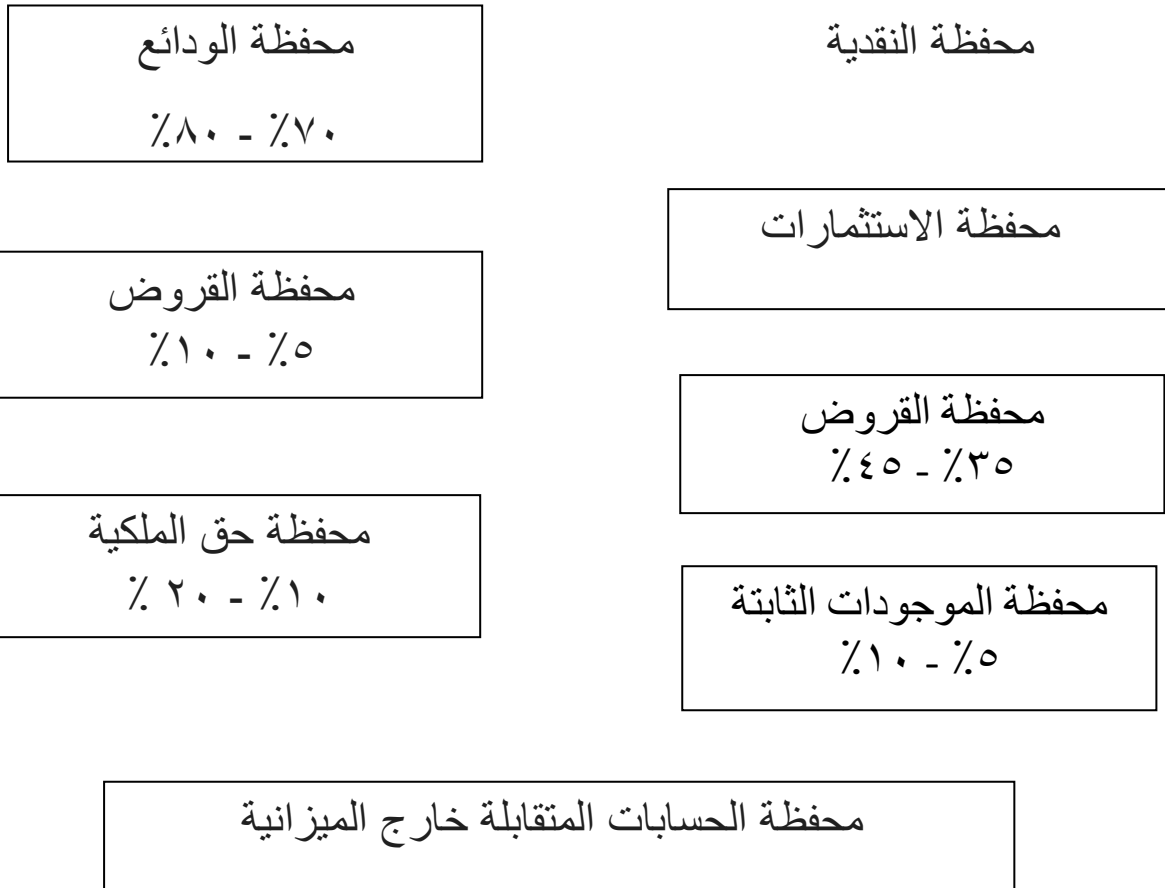 محفظة النقدية
محفظة الودائع
٧٠٪ - ٨٠٪
محفظة الاستثمارات
محفظة القروض
٥٪ - ١٠٪
محفظة القروض
٣٥٪ - ٤٥٪
محفظة حق الملكية
١٠٪ - ٢٠ ٪
محفظة الموجودات الثابتة
٥٪ - ١٠٪
محفظة الحسابات المتقابلة خارج الميزانية